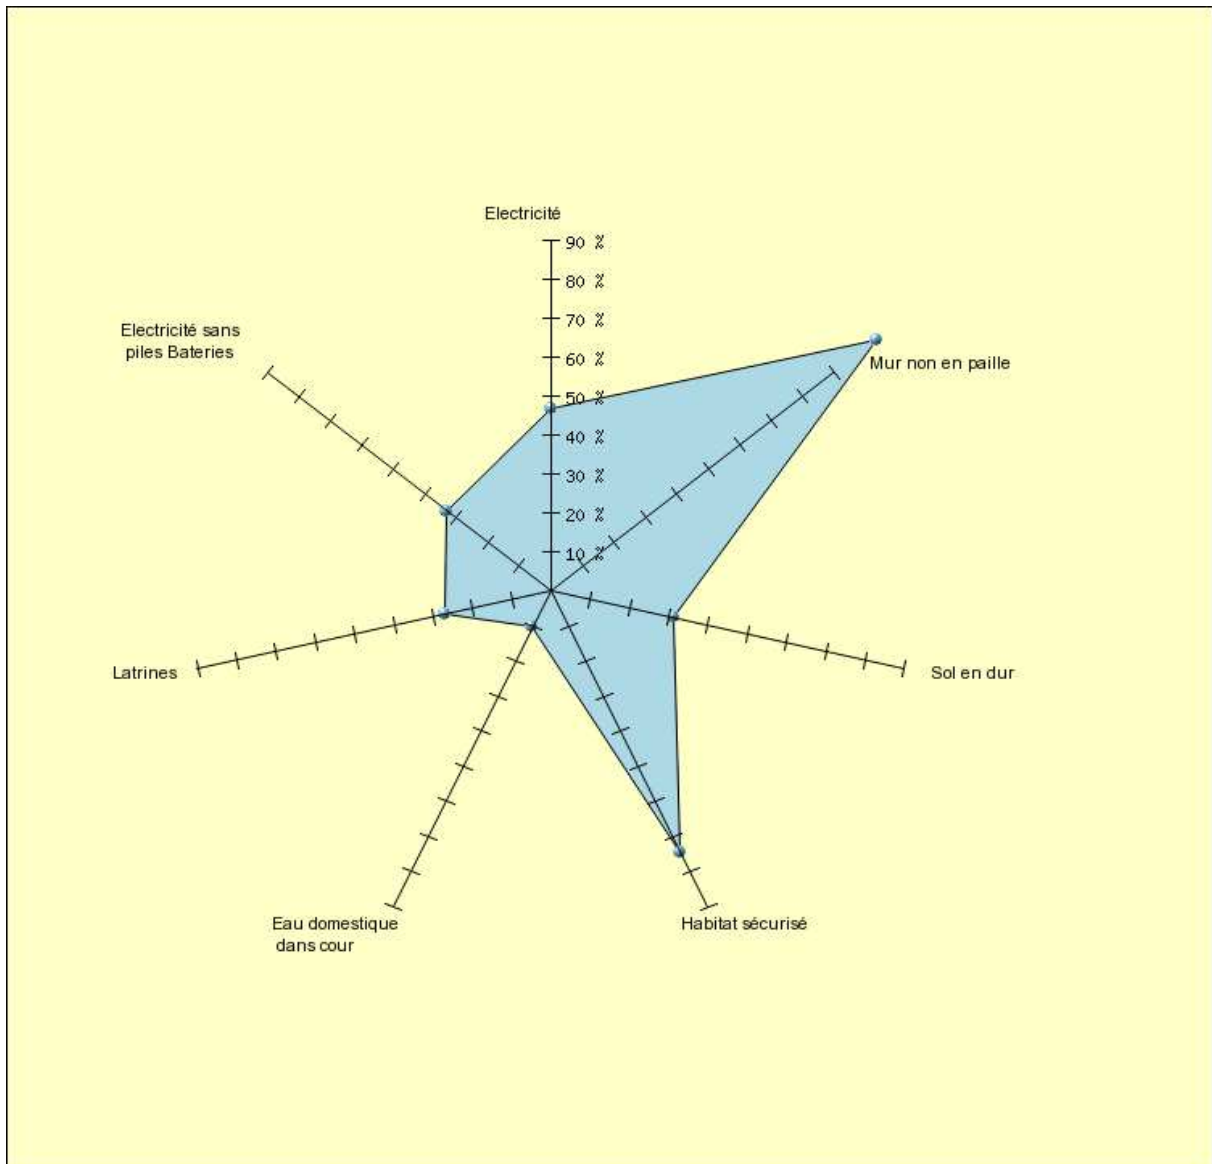 Electricité
90 %
80 %
70 %
60 %
50 %
40 %
30 %
20 %
10 %
Electricité sans
piles Bateries
Mur non en paille
Latrines
Sol en dur
Eau domestique
dans cour
Habitat sécurisé